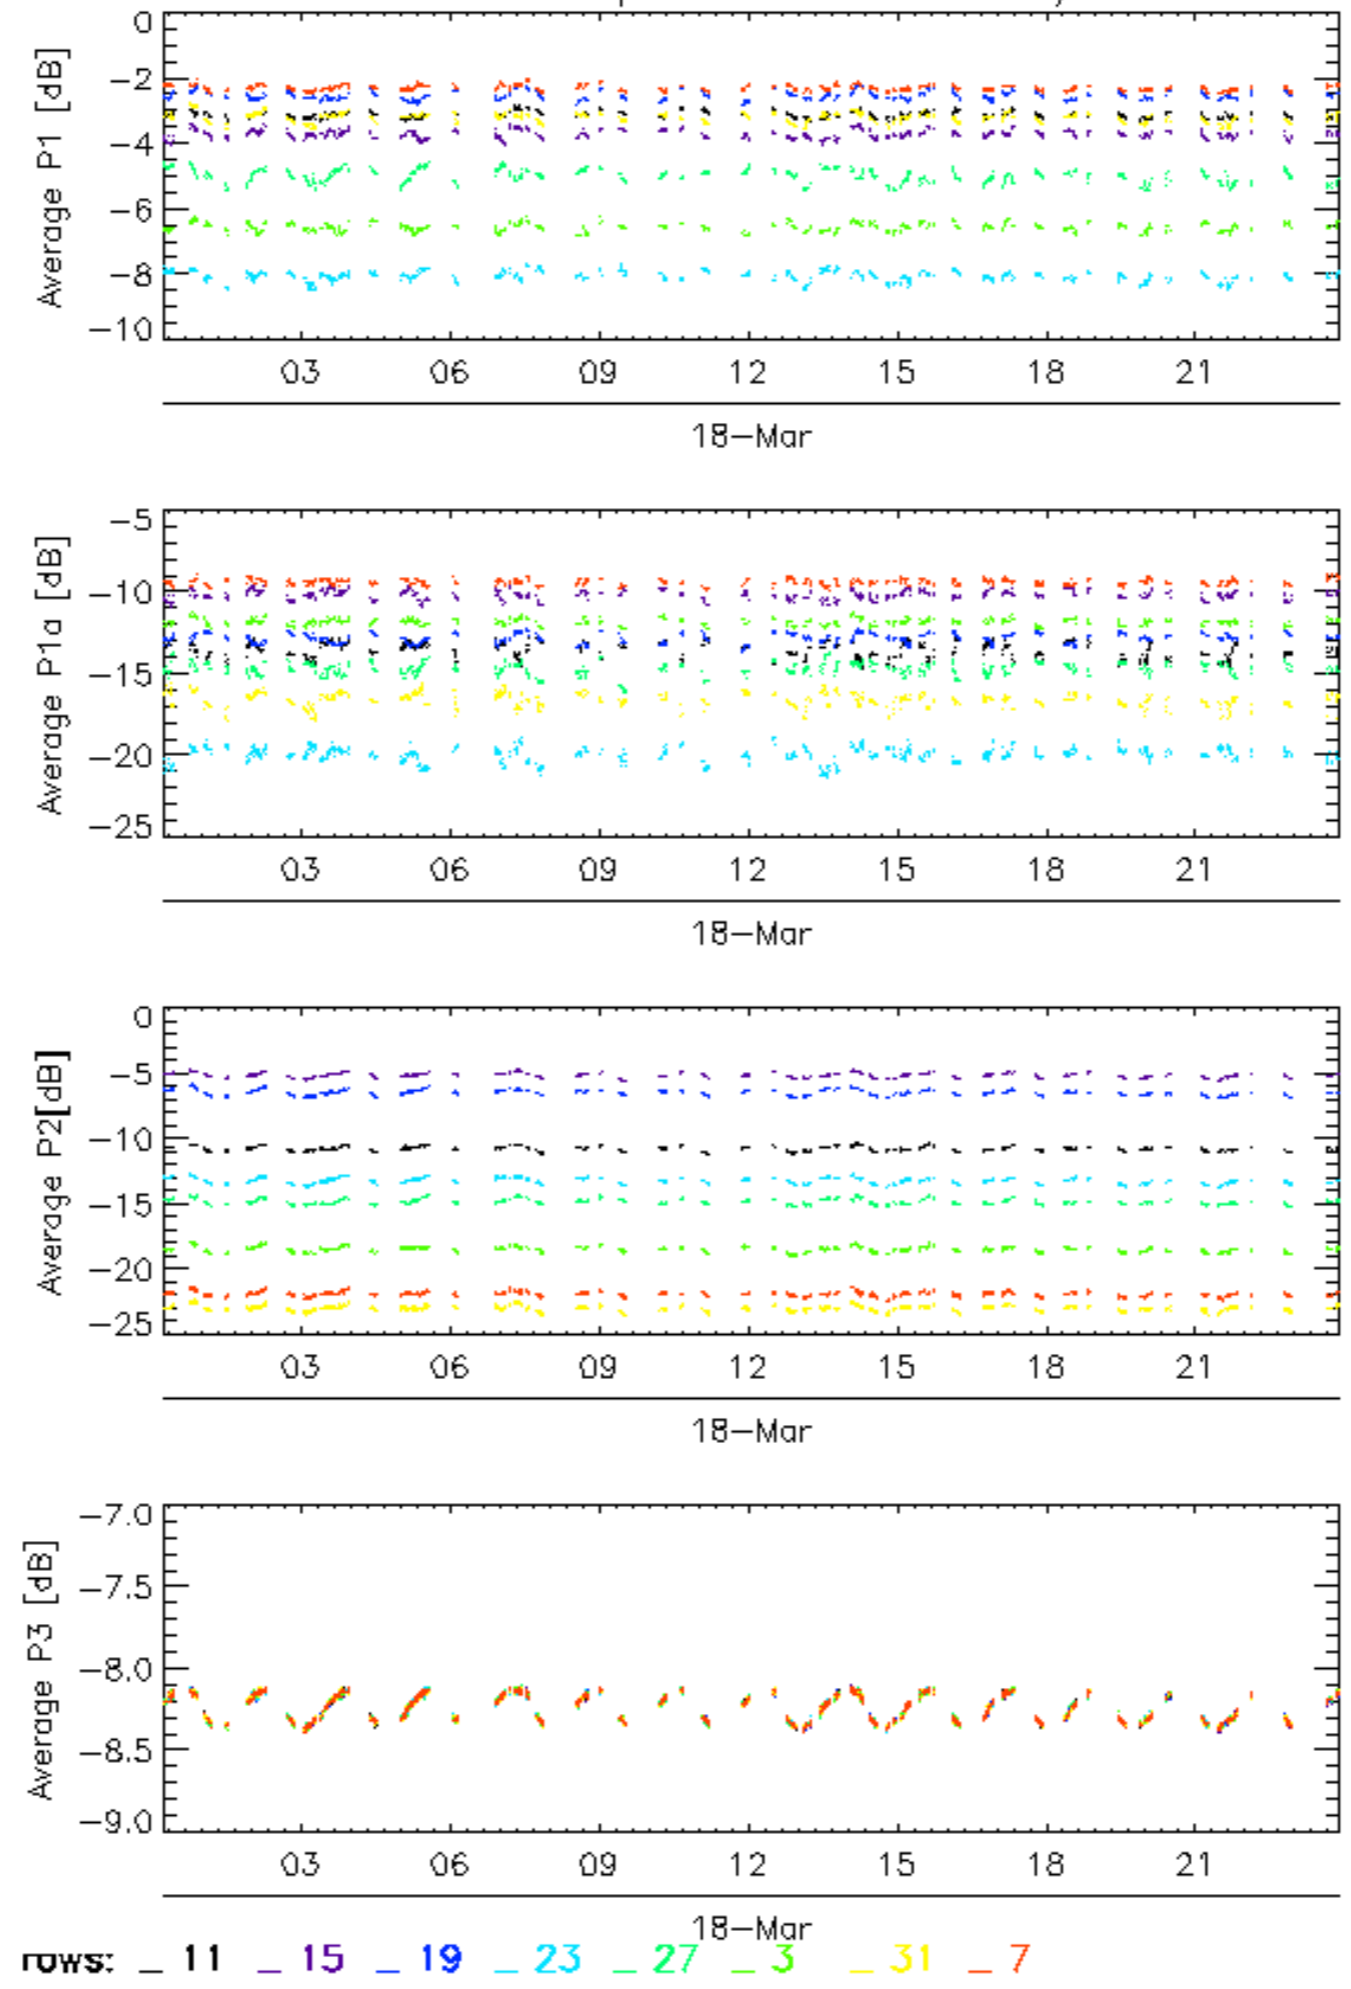 0
−2
−4
−6
−8
−10
Average P1 [dB]
03 06 09 12 15 18 21
18−Mar
−5
−10
−15
−20
−25
Average P1a [dB]
03 06 09 12 15 18 21
18−Mar
0
−5
−10
−15
−20
−25
Average P2[dB]
03 06 09 12 15 18 21
18−Mar
−7.0
−7.5
−8.0
−8.5
−9.0
Average P3 [dB]
03 06 09 12 15 18 21
18−Mar
rows: _ 11 _ 15 _ 19 _ 23 _ 27 _ 3 _ 31 _ 7